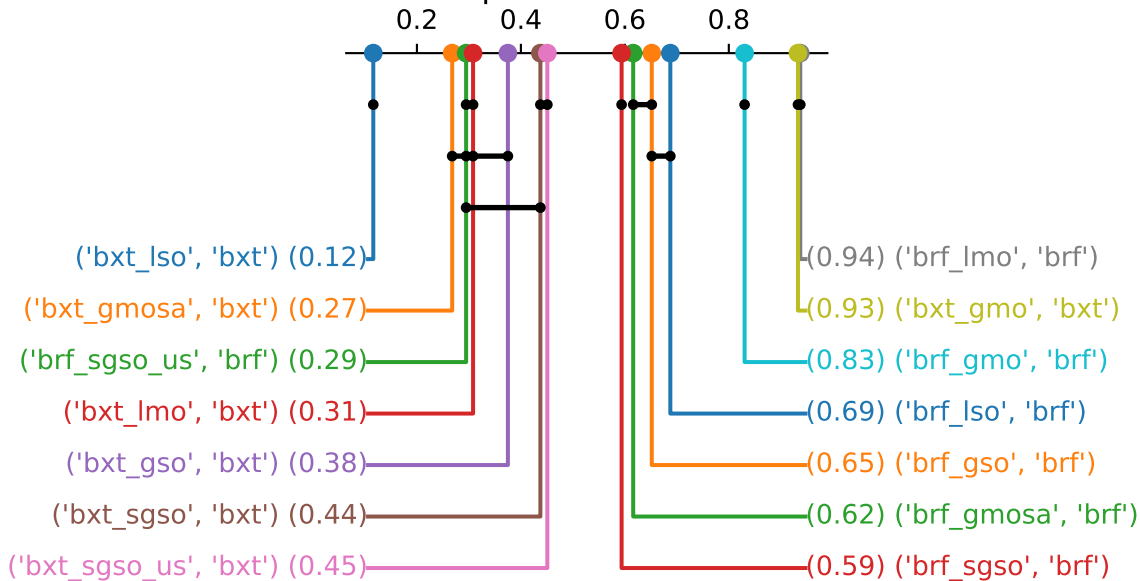 0.2 0.4 0.6 0.8
('bxt_lso', 'bxt') (0.12) (0.94) ('brf_lmo', 'brf')
('bxt_gmosa', 'bxt') (0.27) (0.93) ('bxt_gmo', 'bxt')
('brf_sgso_us', 'brf') (0.29) (0.83) ('brf_gmo', 'brf')
('bxt_lmo', 'bxt') (0.31) (0.69) ('brf_lso', 'brf')
('bxt_gso', 'bxt') (0.38) (0.65) ('brf_gso', 'brf')
('bxt_sgso', 'bxt') (0.44) (0.62) ('brf_gmosa', 'brf')
('bxt_sgso_us', 'bxt') (0.45) (0.59) ('brf_sgso', 'brf')